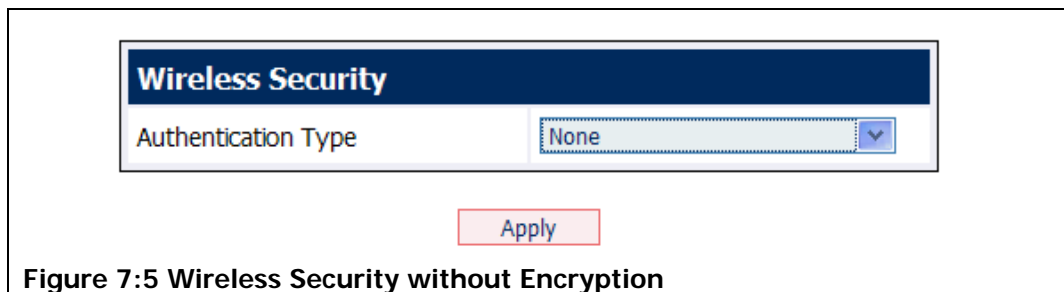 Wireless Security
Authentication Type None
Apply
Figure 7:5 Wireless Security without Encryption